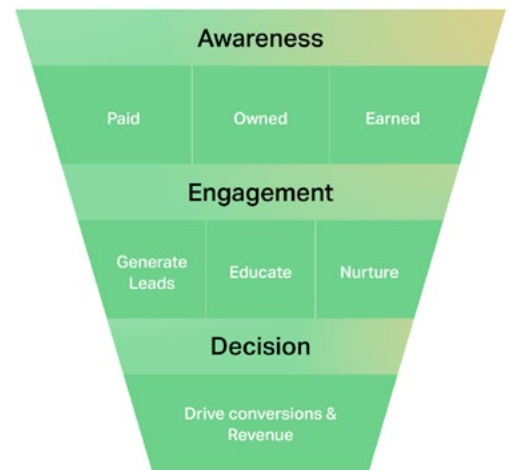 Awareness
Paid
Owned
Earned
Engagement
Generate
Leads
Educate
Nurture
Decision
Drive conversions &
Revenue